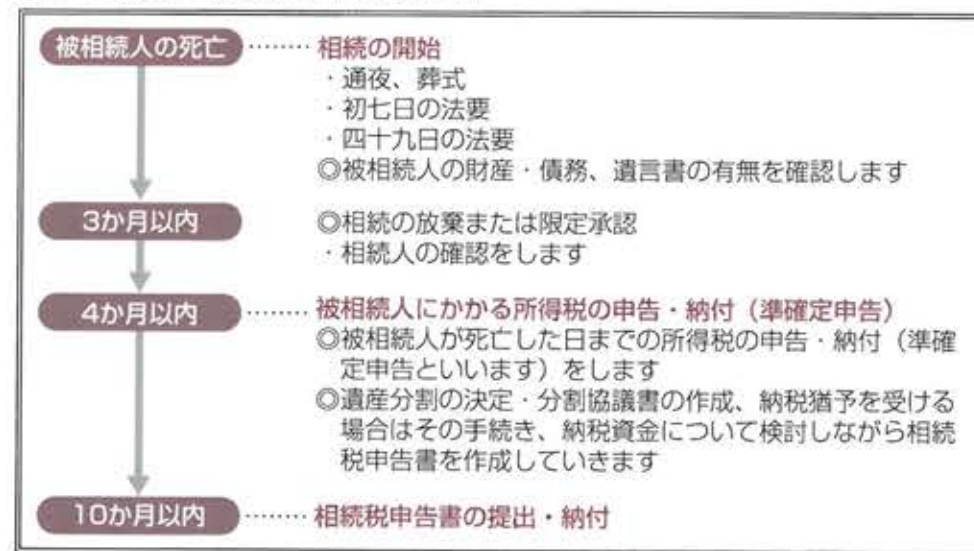 被相続人の死亡 ········ 相続の開始
・通夜、葬式
・初七日の法要
・四十九日の法要
◎被相続人の財産・債務、遺言書の有無を確認します
3か月以内 ◎相続の放棄または限定承認
・相続人の確認をします
4か月以内 ········ 被相続人にかかる所得税の申告・納付（準確定申告）
◎被相続人が死亡した日までの所得税の申告・納付（準確
定申告といいます）をします
◎遺産分割の決定・分割協議書の作成、納税猶予を受ける
場合はその手続き、納税資金について検討しながら相続
税申告書を作成していきます
10か月以内 ········ 相続税申告書の提出・納付